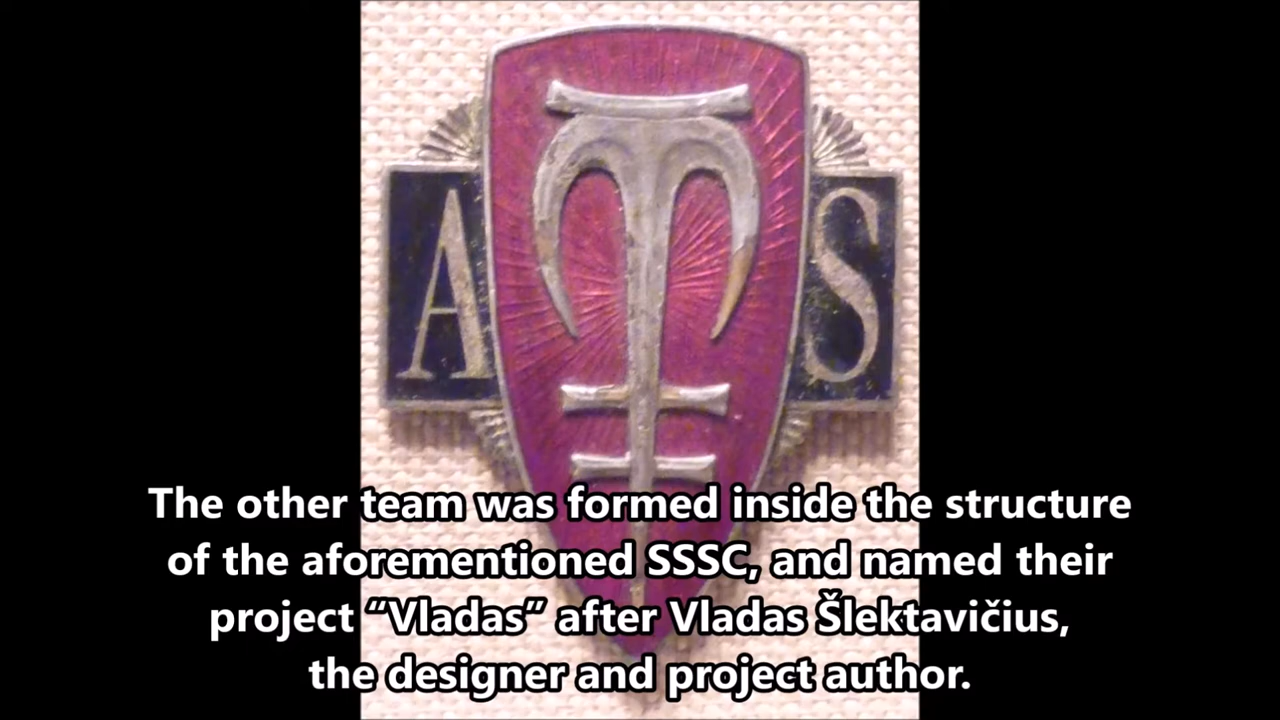 A S
The other team was formed inside the structure
of the aforementioned SSSC, and named their
project “Vladas” after Vladas Šlektavičius,
the designer and project author.